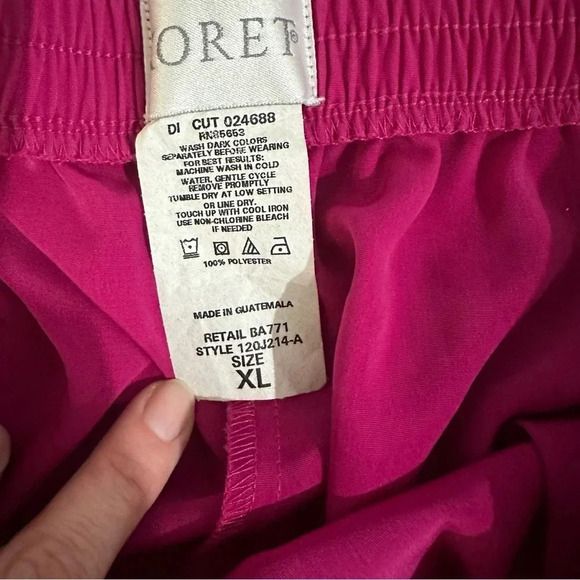 ORET®
DI CUT 024688
RN85653
WASH DARK COLORS
SEPARATELY BEFORE WEARING
FOR BEST RESULTS:
MACHINE WASH IN COLD
WATER, GENTLE CYCLE
REMOVE PROMPTLY
TUMBLE DRY AT LOW SETTING
OR LINE DRY.
TOUCH UP WITH COOL IRON
USE NON-CHLORINE BLEACH
IF NEEDED
100% POLYESTER
MADE IN GUATEMALA
RETAIL BA771
STYLE 120J214-A
SIZE
XL